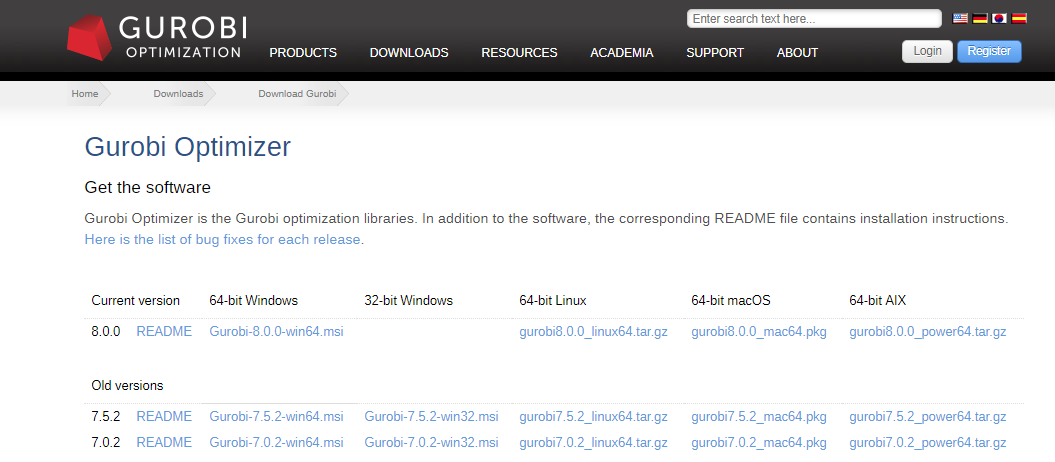 GUROBI
OPTIMIZATION
Enter search text here...
PRODUCTS DOWNLOADS RESOURCES ACADEMIA SUPPORT ABOUT
Login Register
Home Downloads Download Gurobi
Gurobi Optimizer
Get the software
Gurobi Optimizer is the Gurobi optimization libraries. In addition to the software, the corresponding README file contains installation instructions.
Here is the list of bug fixes for each release.
Current version 64-bit Windows 32-bit Windows 64-bit Linux 64-bit macOS 64-bit AIX
8.0.0 README Gurobi-8.0.0-win64.msi gurobi8.0.0_linux64.tar.gz gurobi8.0.0_mac64.pkg gurobi8.0.0_power64.tar.gz
Old versions
7.5.2 README Gurobi-7.5.2-win64.msi Gurobi-7.5.2-win32.msi gurobi7.5.2_linux64.tar.gz gurobi7.5.2_mac64.pkg gurobi7.5.2_power64.tar.gz
7.0.2 README Gurobi-7.0.2-win64.msi Gurobi-7.0.2-win32.msi gurobi7.0.2_linux64.tar.gz gurobi7.0.2_mac64.pkg gurobi7.0.2_power64.tar.gz